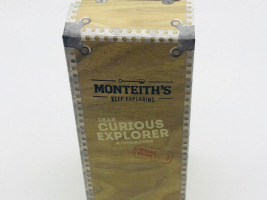 MONTEITH'S
KEEP EXPLORING
DEAR
CURIOUS
EXPLORER